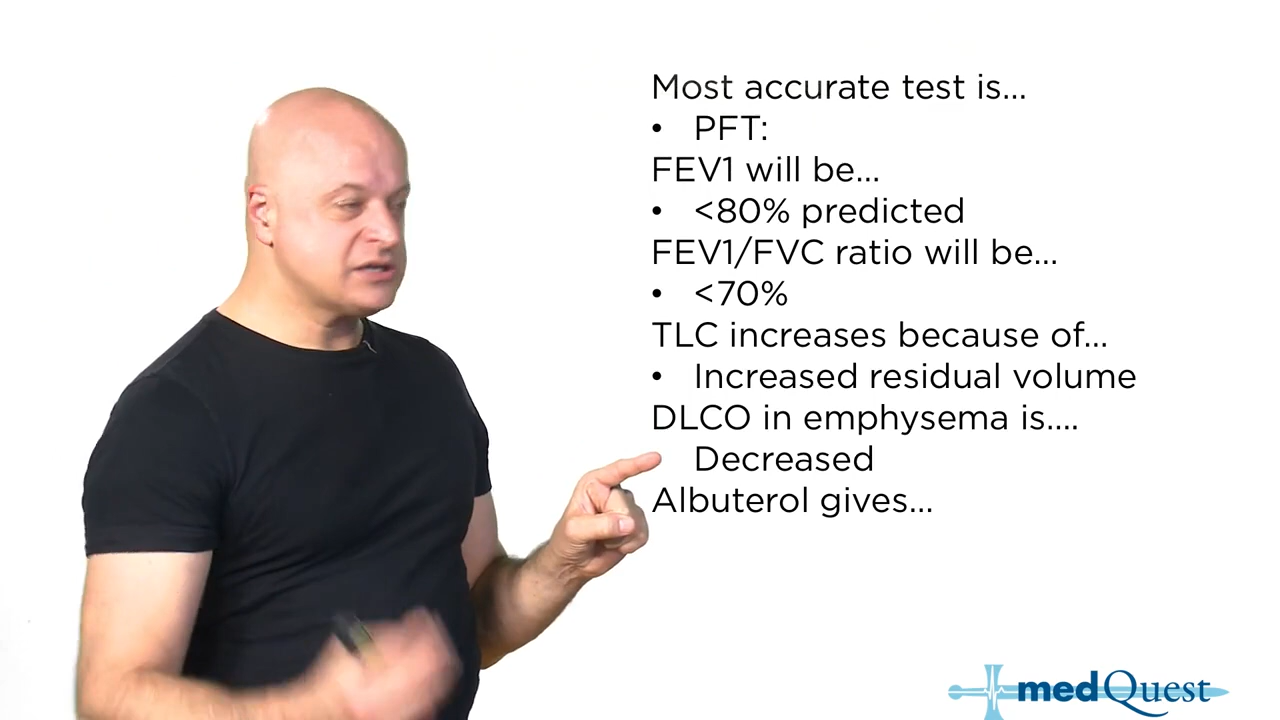 Most accurate test is...
• PFT:
FEV1 will be...
• <80% predicted
FEV1/FVC ratio will be...
• <70%
TLC increases because of...
• Increased residual volume
DLCO in emphysema is....
Decreased
Albuterol gives...
medQuest